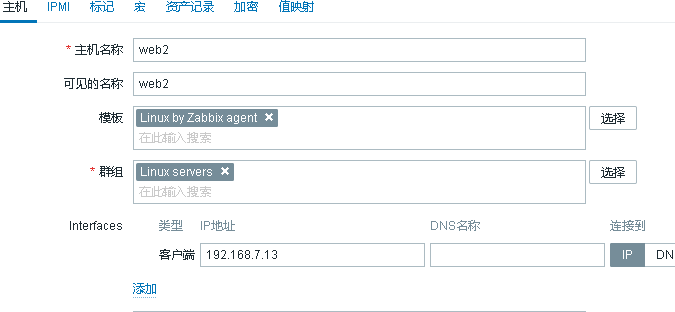 主机 IPMI 标记 宏 资产记录 加密 值映射
* 主机名称 web2
可见的名称 web2
模板 Linux by Zabbix agent ✖ 选择
在此输入搜索
* 群组 Linux servers ✖ 选择
在此输入搜索
Interfaces 类型 IP地址 DNS名称 连接到
客户端 192.168.7.13 IP DN
添加